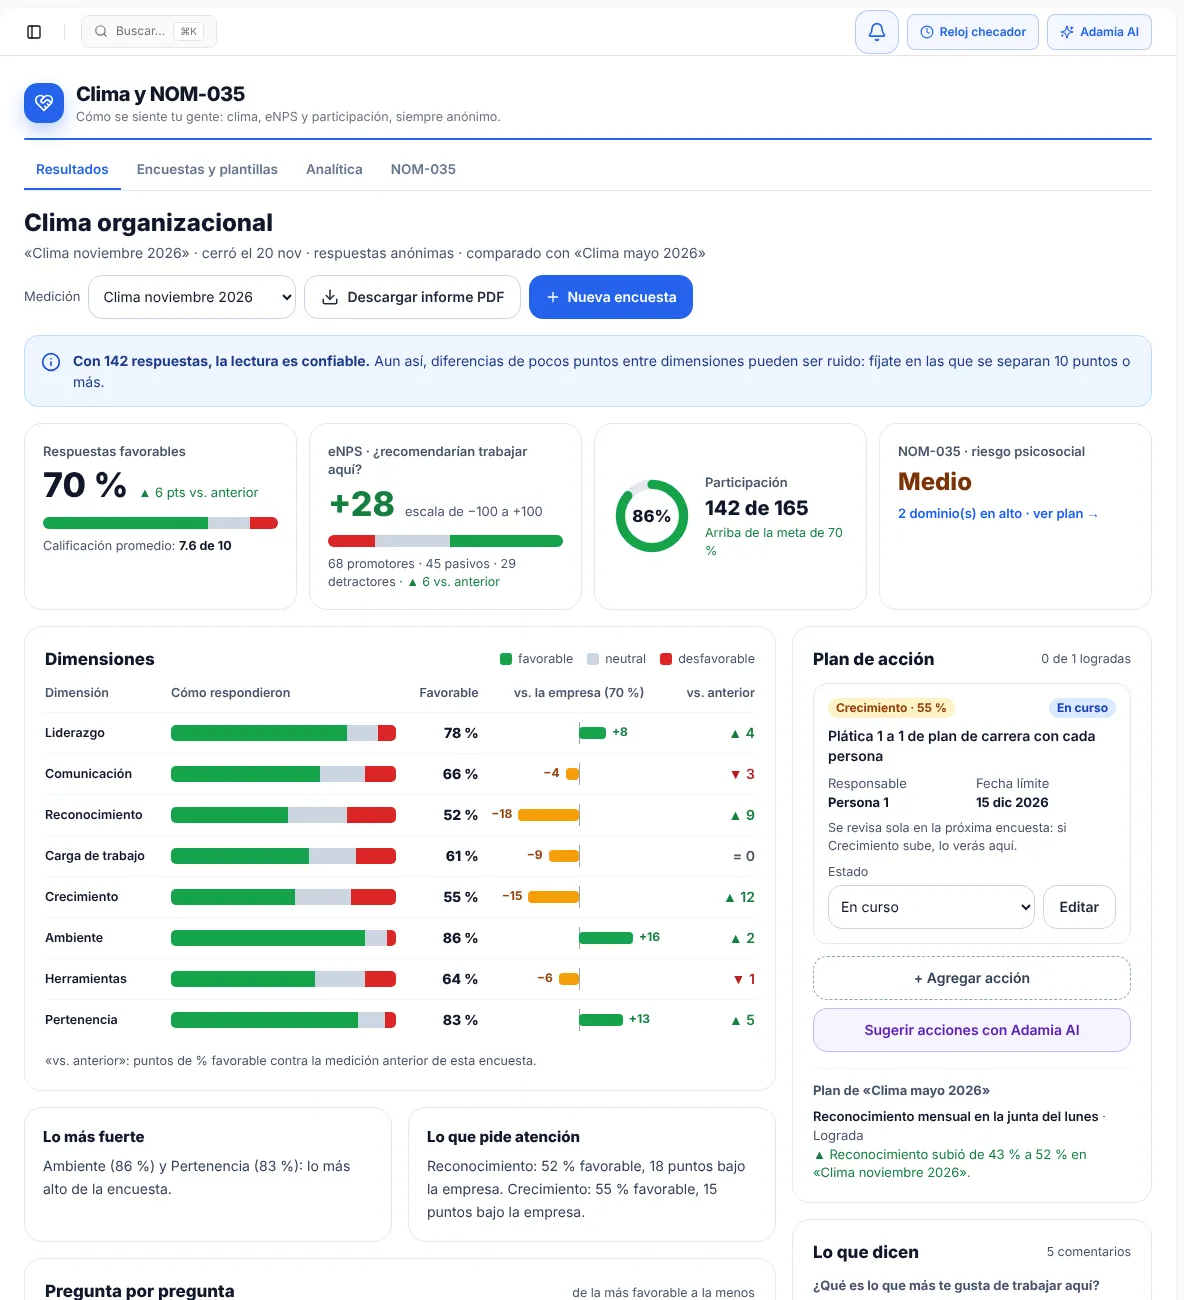 Buscar... ⌘K
Reloj checador
Adamia AI
Clima y NOM-035
Cómo se siente tu gente: clima, eNPS y participación, siempre anónimo.
Resultados Encuestas y plantillas Analítica NOM-035
Clima organizacional
«Clima noviembre 2026» · cerró el 20 nov · respuestas anónimas · comparado con «Clima mayo 2026»
Medición Clima noviembre 2026 Descargar informe PDF + Nueva encuesta
Con 142 respuestas, la lectura es confiable. Aun así, diferencias de pocos puntos entre dimensiones pueden ser ruido: fíjate en las que se separan 10 puntos o
más.
Respuestas favorables
70 % ▲ 6 pts vs. anterior
Calificación promedio: 7.6 de 10
eNPS · ¿recomendarían trabajar
aquí?
+28 escala de −100 a +100
68 promotores · 45 pasivos · 29
detractores · ▲ 6 vs. anterior
86%
Participación
142 de 165
Arriba de la meta de 70
%
NOM-035 · riesgo psicosocial
Medio
2 dominio(s) en alto · ver plan →
Dimensiones favorable neutral desfavorable
Dimensión Cómo respondieron Favorable vs. la empresa (70 %) vs. anterior
Liderazgo 78 % +8 ▲ 4
Comunicación 66 % −4 ▼ 3
Reconocimiento 52 % −18 ▲ 9
Carga de trabajo 61 % −9 = 0
Crecimiento 55 % −15 ▲ 12
Ambiente 86 % +16 ▲ 2
Herramientas 64 % −6 ▼ 1
Pertenencia 83 % +13 ▲ 5
«vs. anterior»: puntos de % favorable contra la medición anterior de esta encuesta.
Lo más fuerte
Ambiente (86 %) y Pertenencia (83 %): lo más
alto de la encuesta.
Lo que pide atención
Reconocimiento: 52 % favorable, 18 puntos bajo
la empresa. Crecimiento: 55 % favorable, 15
puntos bajo la empresa.
Pregunta por pregunta de la más favorable a la menos
Plan de acción 0 de 1 logradas
Crecimiento · 55 % En curso
Plática 1 a 1 de plan de carrera con cada
persona
Responsable Fecha límite
Persona 1 15 dic 2026
Se revisa sola en la próxima encuesta: si
Crecimiento sube, lo verás aquí.
Estado
En curso Editar
+ Agregar acción
Sugerir acciones con Adamia AI
Plan de «Clima mayo 2026»
Reconocimiento mensual en la junta del lunes ·
Lograda
▲ Reconocimiento subió de 43 % a 52 % en
«Clima noviembre 2026».
Lo que dicen 5 comentarios
¿Qué es lo que más te gusta de trabajar aquí?